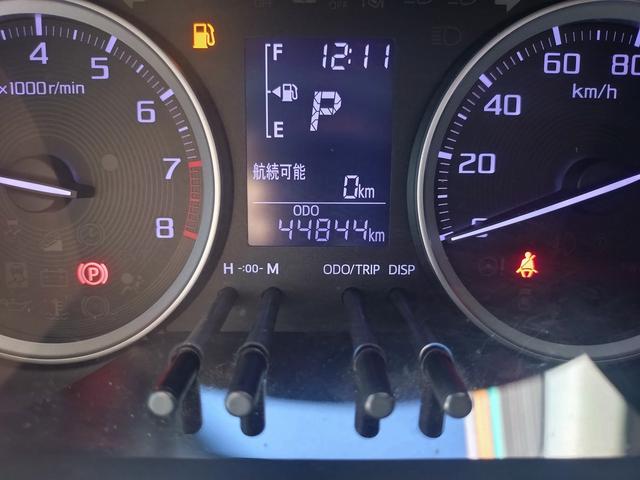 4
5
6
7
8
×1000r/min
F
12:11
P
E
航続可能
0km
ODO
44844km
H -:00- M
ODO/TRIP
DISP
20
40
60
80
km/h
P